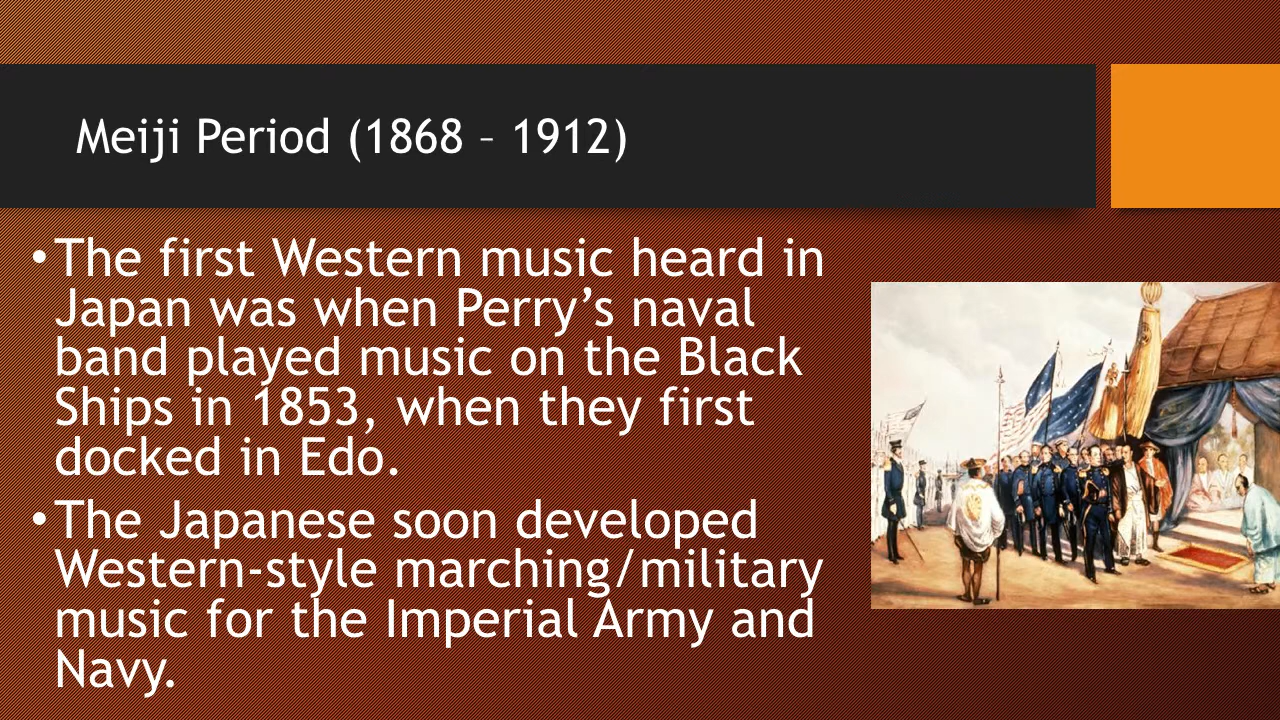 Meiji Period (1868 – 1912)
•The first Western music heard in
Japan was when Perry’s naval
band played music on the Black
Ships in 1853, when they first
docked in Edo.
•The Japanese soon developed
Western-style marching/military
music for the Imperial Army and
Navy.